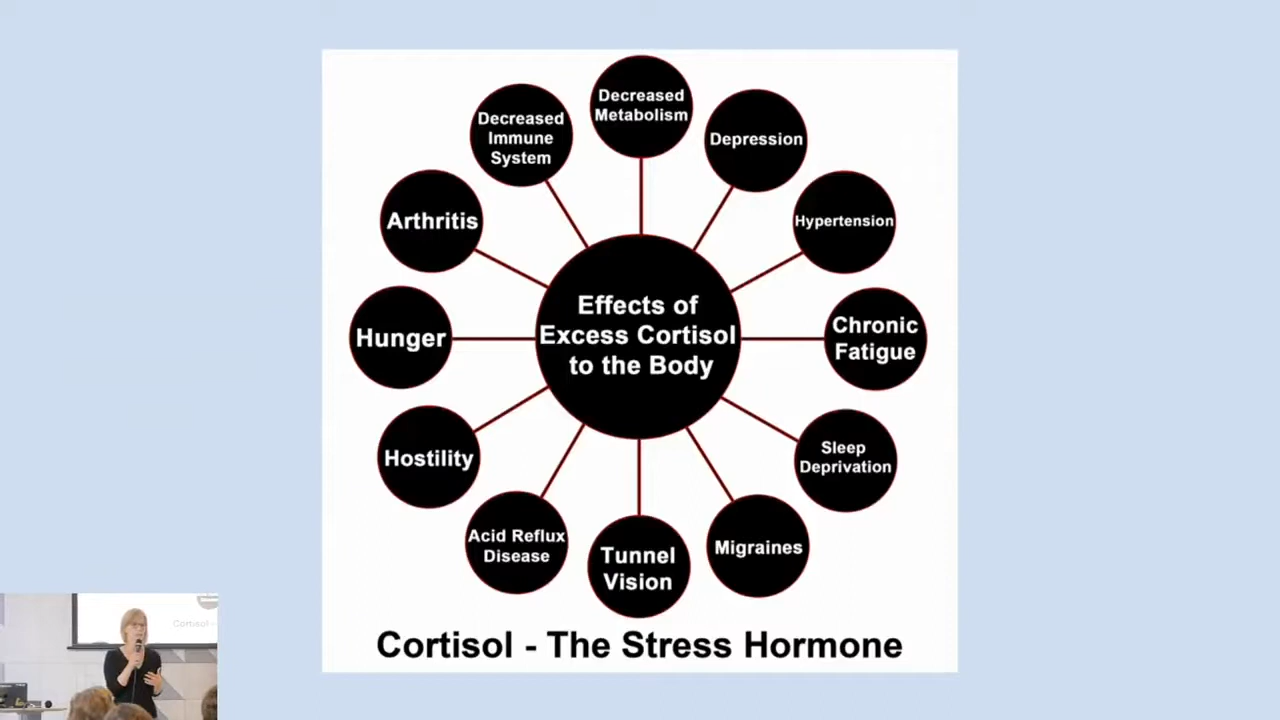 Decreased
Metabolism
Depression
Hypertension
Chronic
Fatigue
Sleep
Deprivation
Migraines
Tunnel
Vision
Acid Reflux
Disease
Hostility
Hunger
Arthritis
Decreased
Immune
System
Effects of
Excess Cortisol
to the Body
Cortisol - The Stress Hormone
Cortisol